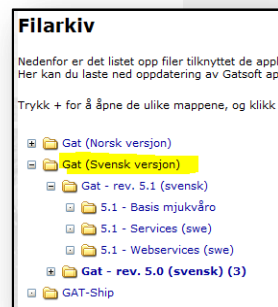 Filarkiv
Nedenfor er det listet opp filer tilknyttet de appl
Her kan du laste ned oppdatering av Gatsoft ap
Trykk + for å åpne de ulike mappene, og klikk
Gat (Norsk versjon)
Gat (Svensk versjon)
Gat - rev. 5.1 (svensk)
5.1 - Basis mjukvåro
5.1 - Services (swe)
5.1 - Webservices (swe)
Gat - rev. 5.0 (svensk) (3)
GAT-Ship